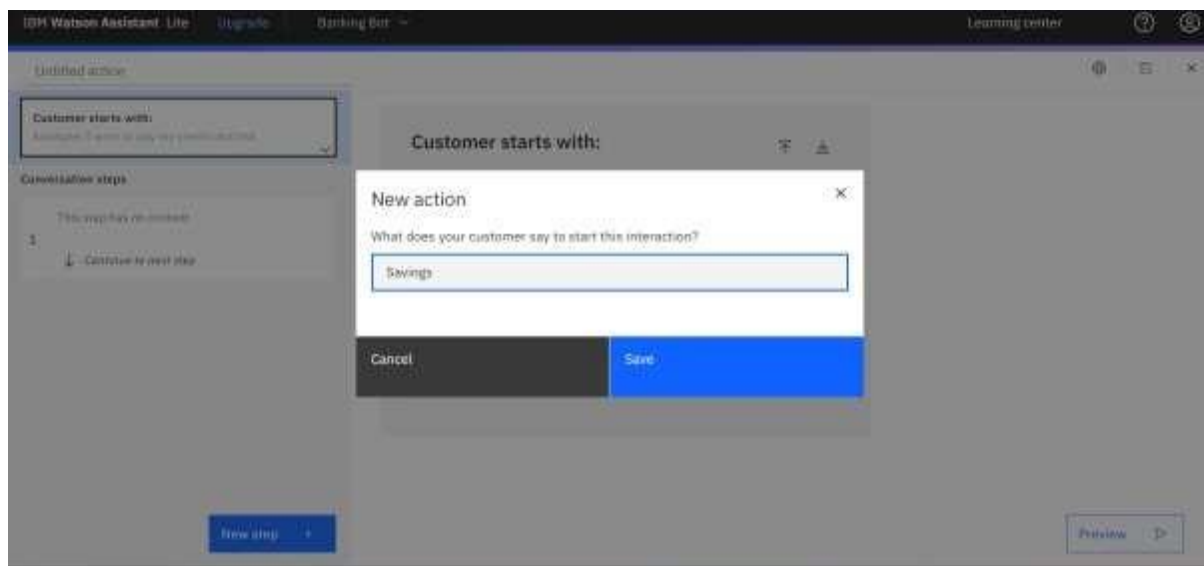 IBM Watson Assistant Lite Upgrade Banking Bot Learning center
Untitled action
Customer starts with:
Customer starts with:
Conversation steps
This step has no content
1
Continue to next step
New action
What does your customer say to start this interaction?
Savings
Cancel Save
New step +
Preview